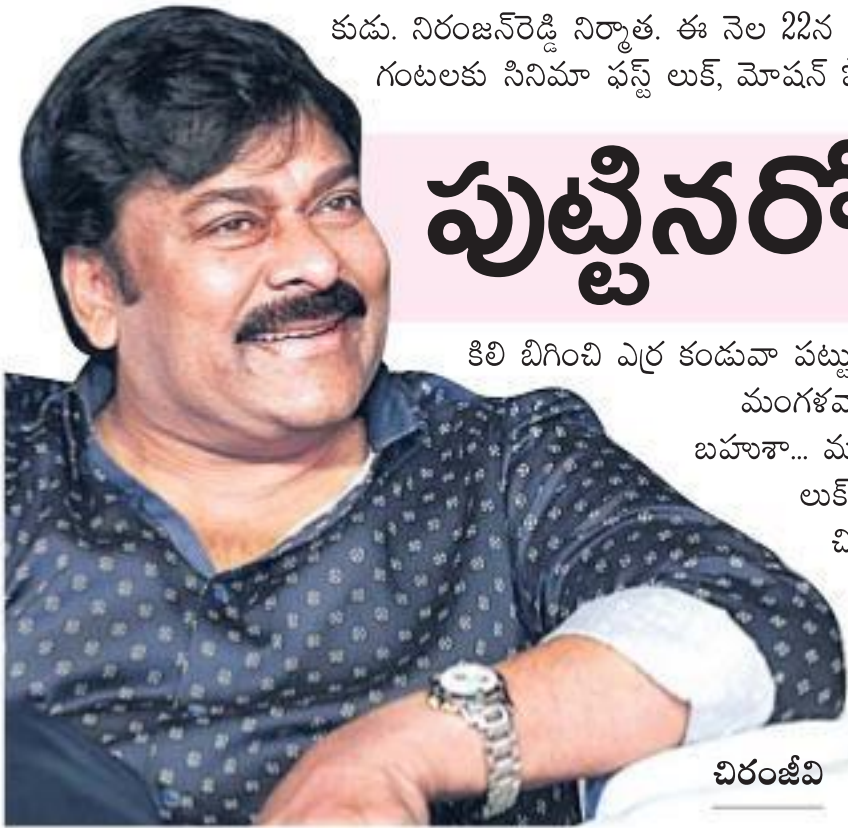 కుడు. నిరంజన్‌రెడ్డి నిర్మాత. ఈ నెల 22న
గంటలకు సినిమా ఫస్ట్ లుక్, మోషన్
పుట్టినరో
కిలి బిగించి ఎర్ర కండువా పట్టు
మంగళవా
బహుశా... మ
లుక్
చి
చిరంజీవి